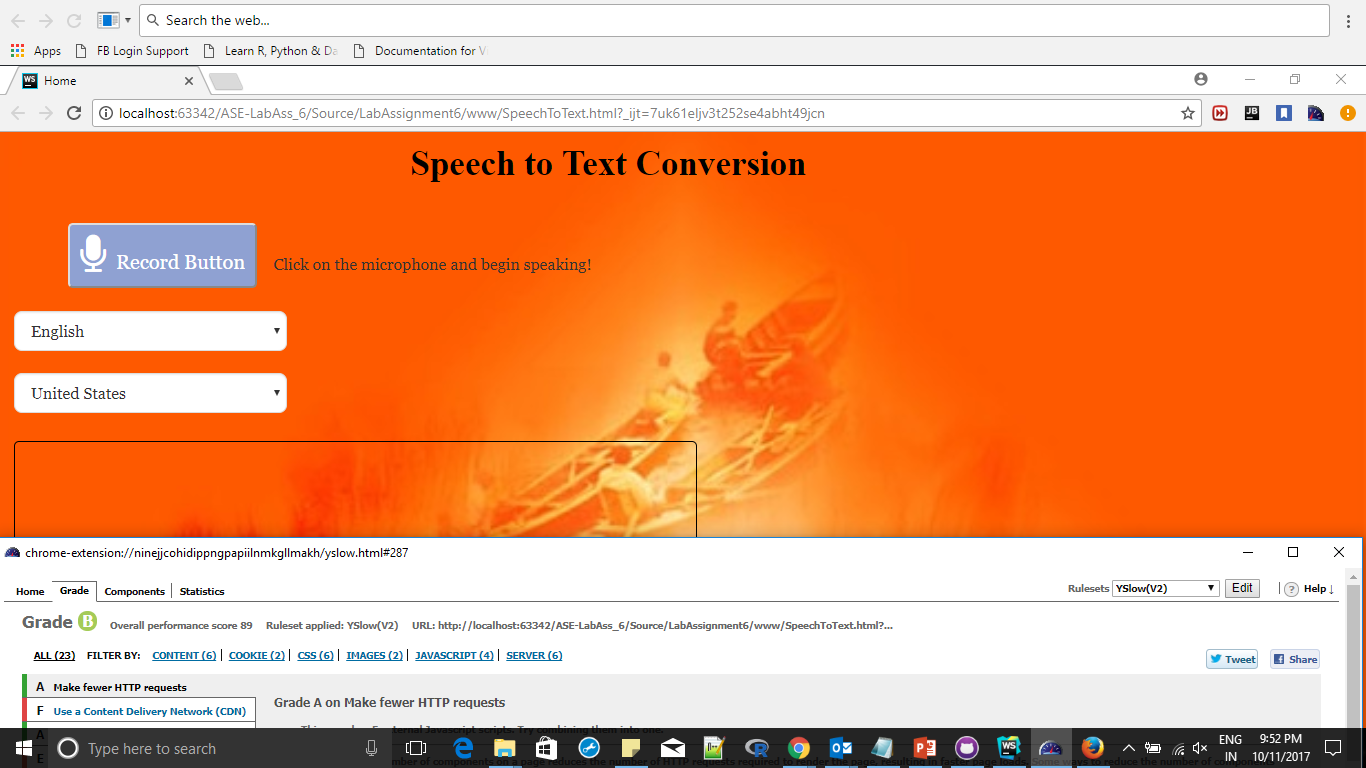 Search the web...
Apps FB Login Support Learn R, Python & Da Documentation for V
WS Home
localhost:63342/ASE-LabAss_6/Source/LabAssignment6/www/SpeechToText.html?_ijt=7uk61eljv3t252se4abht49jcn JB
Speech to Text Conversion
Record Button Click on the microphone and begin speaking!
English
United States
chrome-extension://ninejjcohidippngpapiilnmkgllmakh/yslow.html#287
Home Grade Components Statistics Rulesets YSlow(V2) Edit ? Help ↓
Grade B Overall performance score 89 Ruleset applied: YSlow(V2) URL: http://localhost:63342/ASE-LabAss_6/Source/LabAssignment6/www/SpeechToText.html?...
ALL (23) FILTER BY: CONTENT (6) | COOKIE (2) | CSS (6) | IMAGES (2) | JAVASCRIPT (4) | SERVER (6) Tweet Share
A Make fewer HTTP requests
Grade A on Make fewer HTTP requests
F Use a Content Delivery Network (CDN)
Type here to search
ENG 9:52 PM
IN 10/11/2017